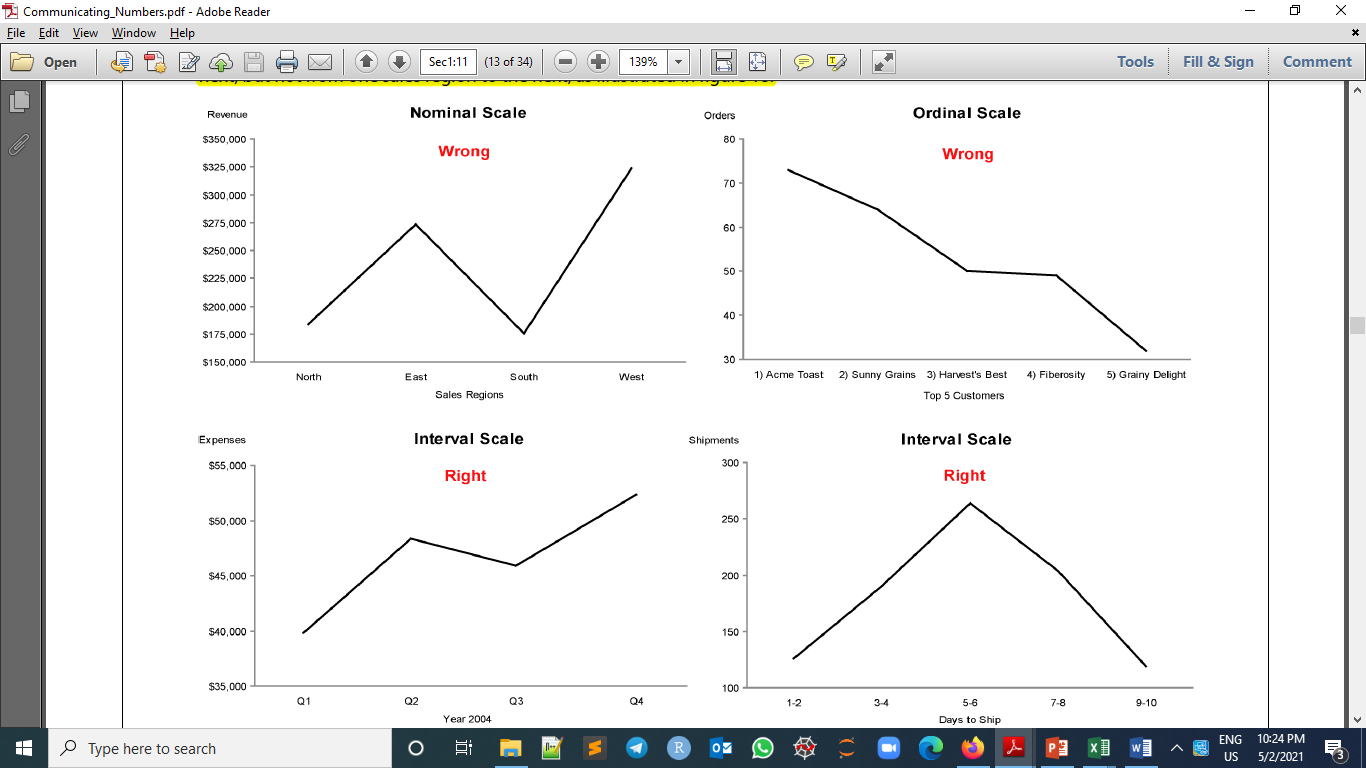 Communicating_Numbers.pdf - Adobe Reader
File Edit View Window Help
Open Sec1:11 (13 of 34) 139% Tools Fill & Sign Comment
Revenue
Nominal Scale
Wrong
$350,000
$325,000
$300,000
$275,000
$250,000
$225,000
$200,000
$175,000
$150,000
North East South West
Sales Regions
Orders
Ordinal Scale
Wrong
80
70
60
50
40
30
1) Acme Toast 2) Sunny Grains 3) Harvest's Best 4) Fiberosity 5) Grainy Delight
Top 5 Customers
Expenses
Interval Scale
Right
$55,000
$50,000
$45,000
$40,000
$35,000
Q1 Q2 Q3 Q4
Year 2004
Shipments
Interval Scale
Right
300
250
200
150
100
1-2 3-4 5-6 7-8 9-10
Days to Ship
Type here to search
ENG
US
10:24 PM
5/2/2021
3